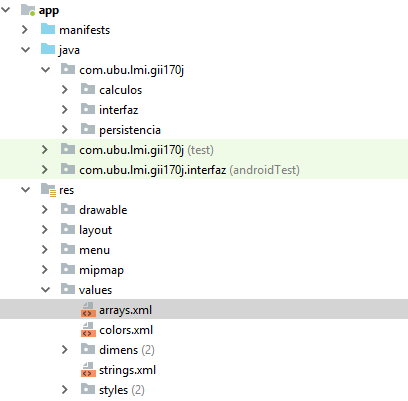 app
manifests
java
com.ubu.lmi.gii170j
calculos
interfaz
persistencia
com.ubu.lmi.gii170j (test)
com.ubu.lmi.gii170j.interfaz (androidTest)
res
drawable
layout
menu
mipmap
values
arrays.xml
colors.xml
dimens (2)
strings.xml
styles (2)